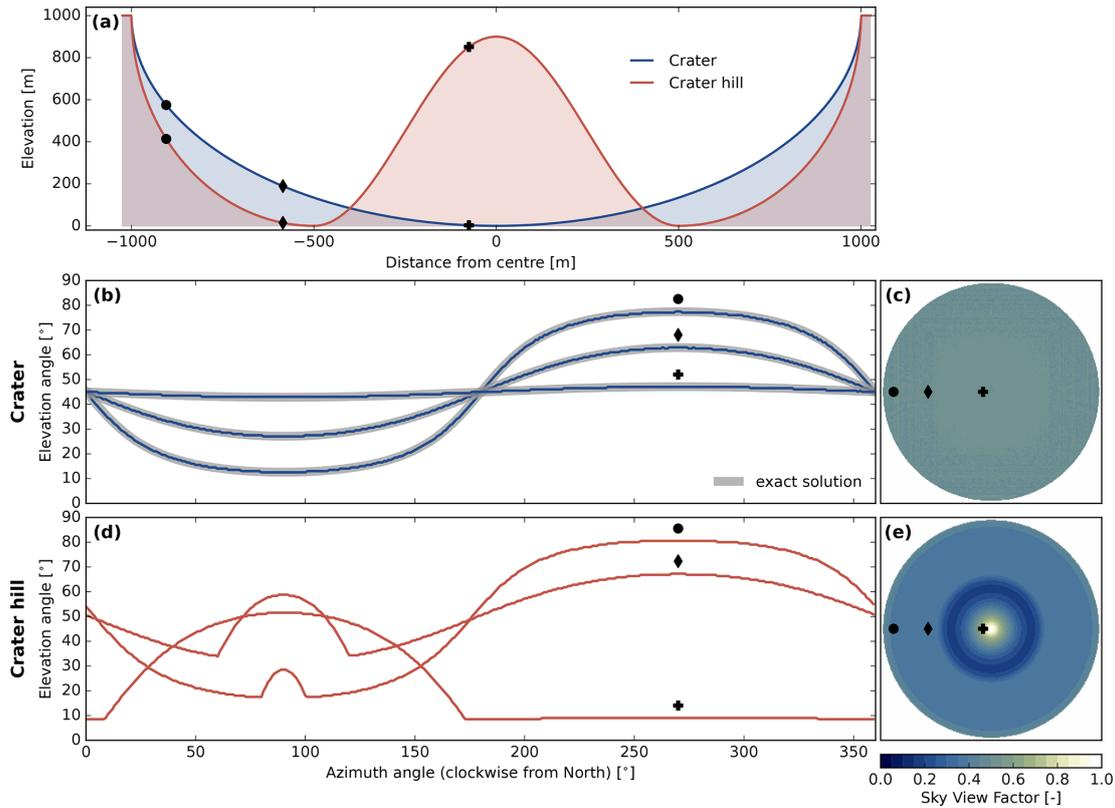 (a)
1000
800
600
400
200
0
Elevation [m]
Crater
Crater hill
−1000
−500
0
500
1000
Distance from centre [m]
Crater
(b)
90
80
70
60
50
40
30
20
10
0
Elevation angle [°]
exact solution
(c)
Crater hill
(d)
90
80
70
60
50
40
30
20
10
0
Elevation angle [°]
0
50
100
150
200
250
300
350
Azimuth angle (clockwise from North) [°]
(e)
0.0
0.2
0.4
0.6
0.8
1.0
Sky View Factor [-]